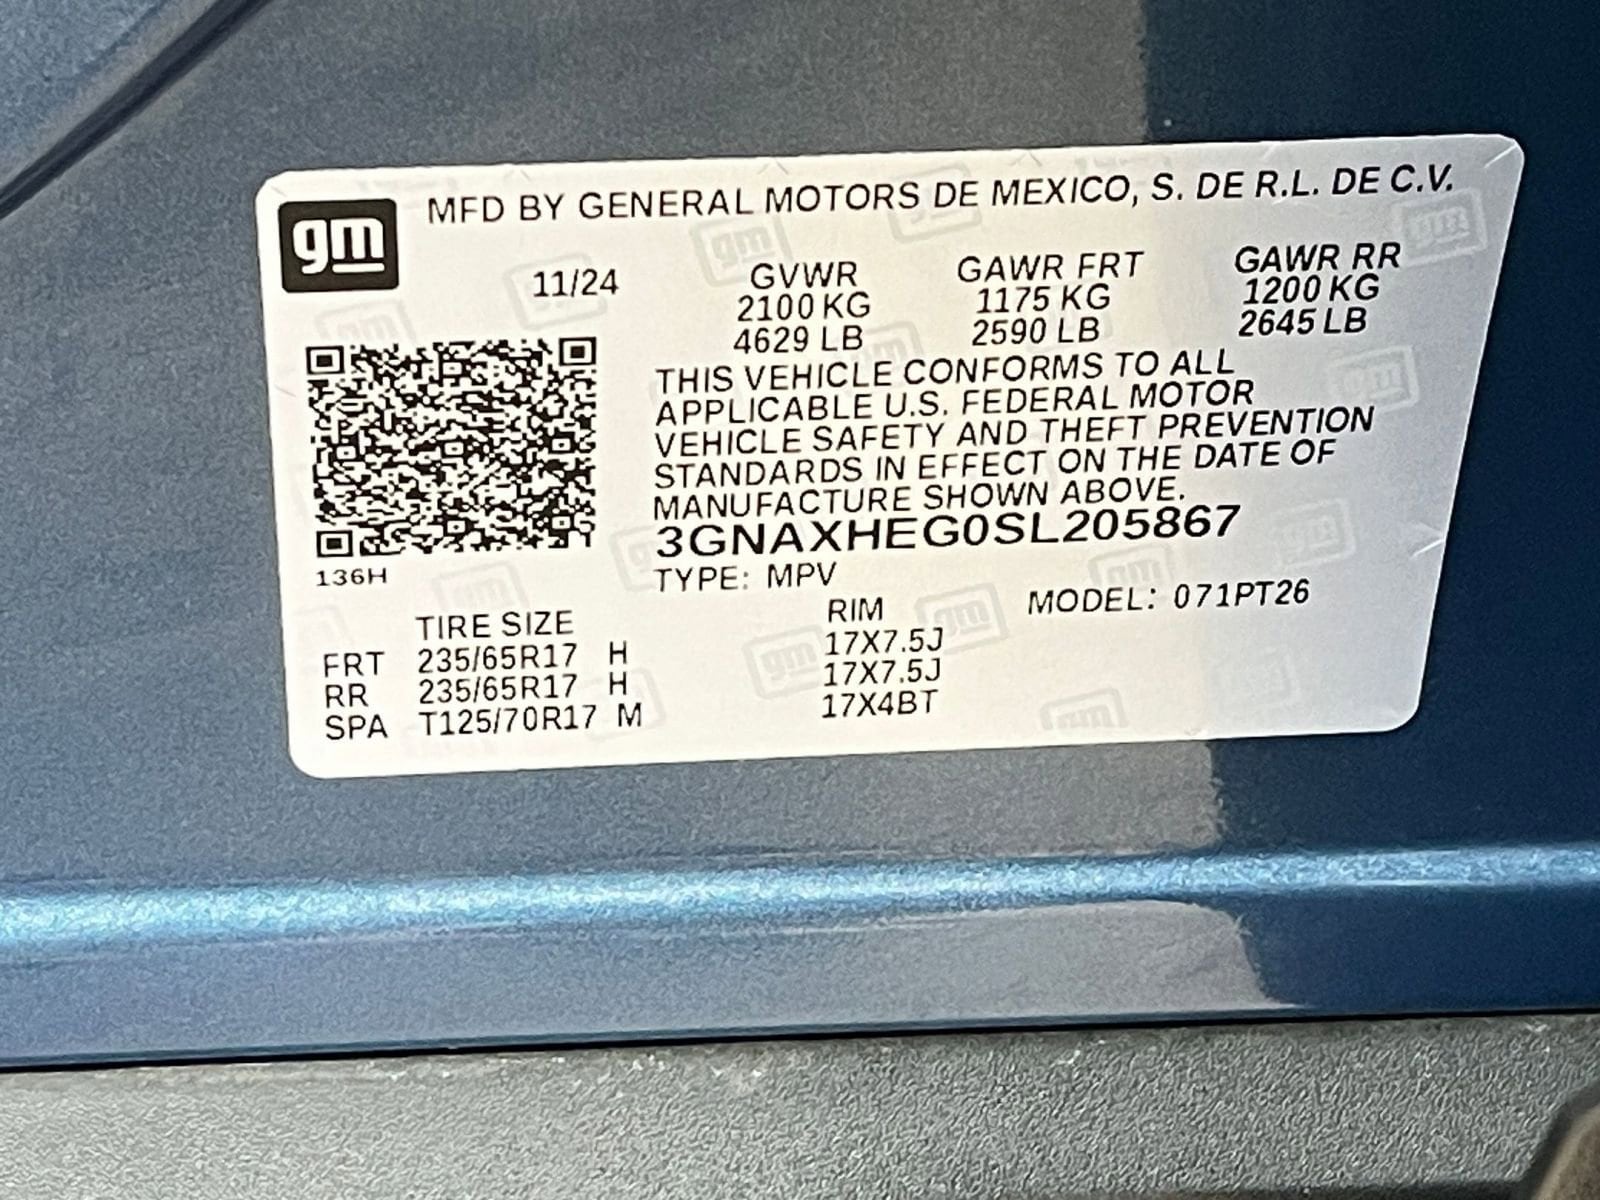 gm MFD BY GENERAL MOTORS DE MEXICO, S. DE R.L. DE C.V.
11/24 GVWR GAWR FRT GAWR RR
2100 KG 1175 KG 1200 KG
4629 LB 2590 LB 2645 LB
THIS VEHICLE CONFORMS TO ALL
APPLICABLE U.S. FEDERAL MOTOR
VEHICLE SAFETY AND THEFT PREVENTION
STANDARDS IN EFFECT ON THE DATE OF
MANUFACTURE SHOWN ABOVE.
3GNAXHEG0SL205867
136H TYPE: MPV
MODEL: 071PT26
TIRE SIZE RIM
FRT 235/65R17 H 17X7.5J
RR 235/65R17 H 17X7.5J
SPA T125/70R17 M 17X4BT